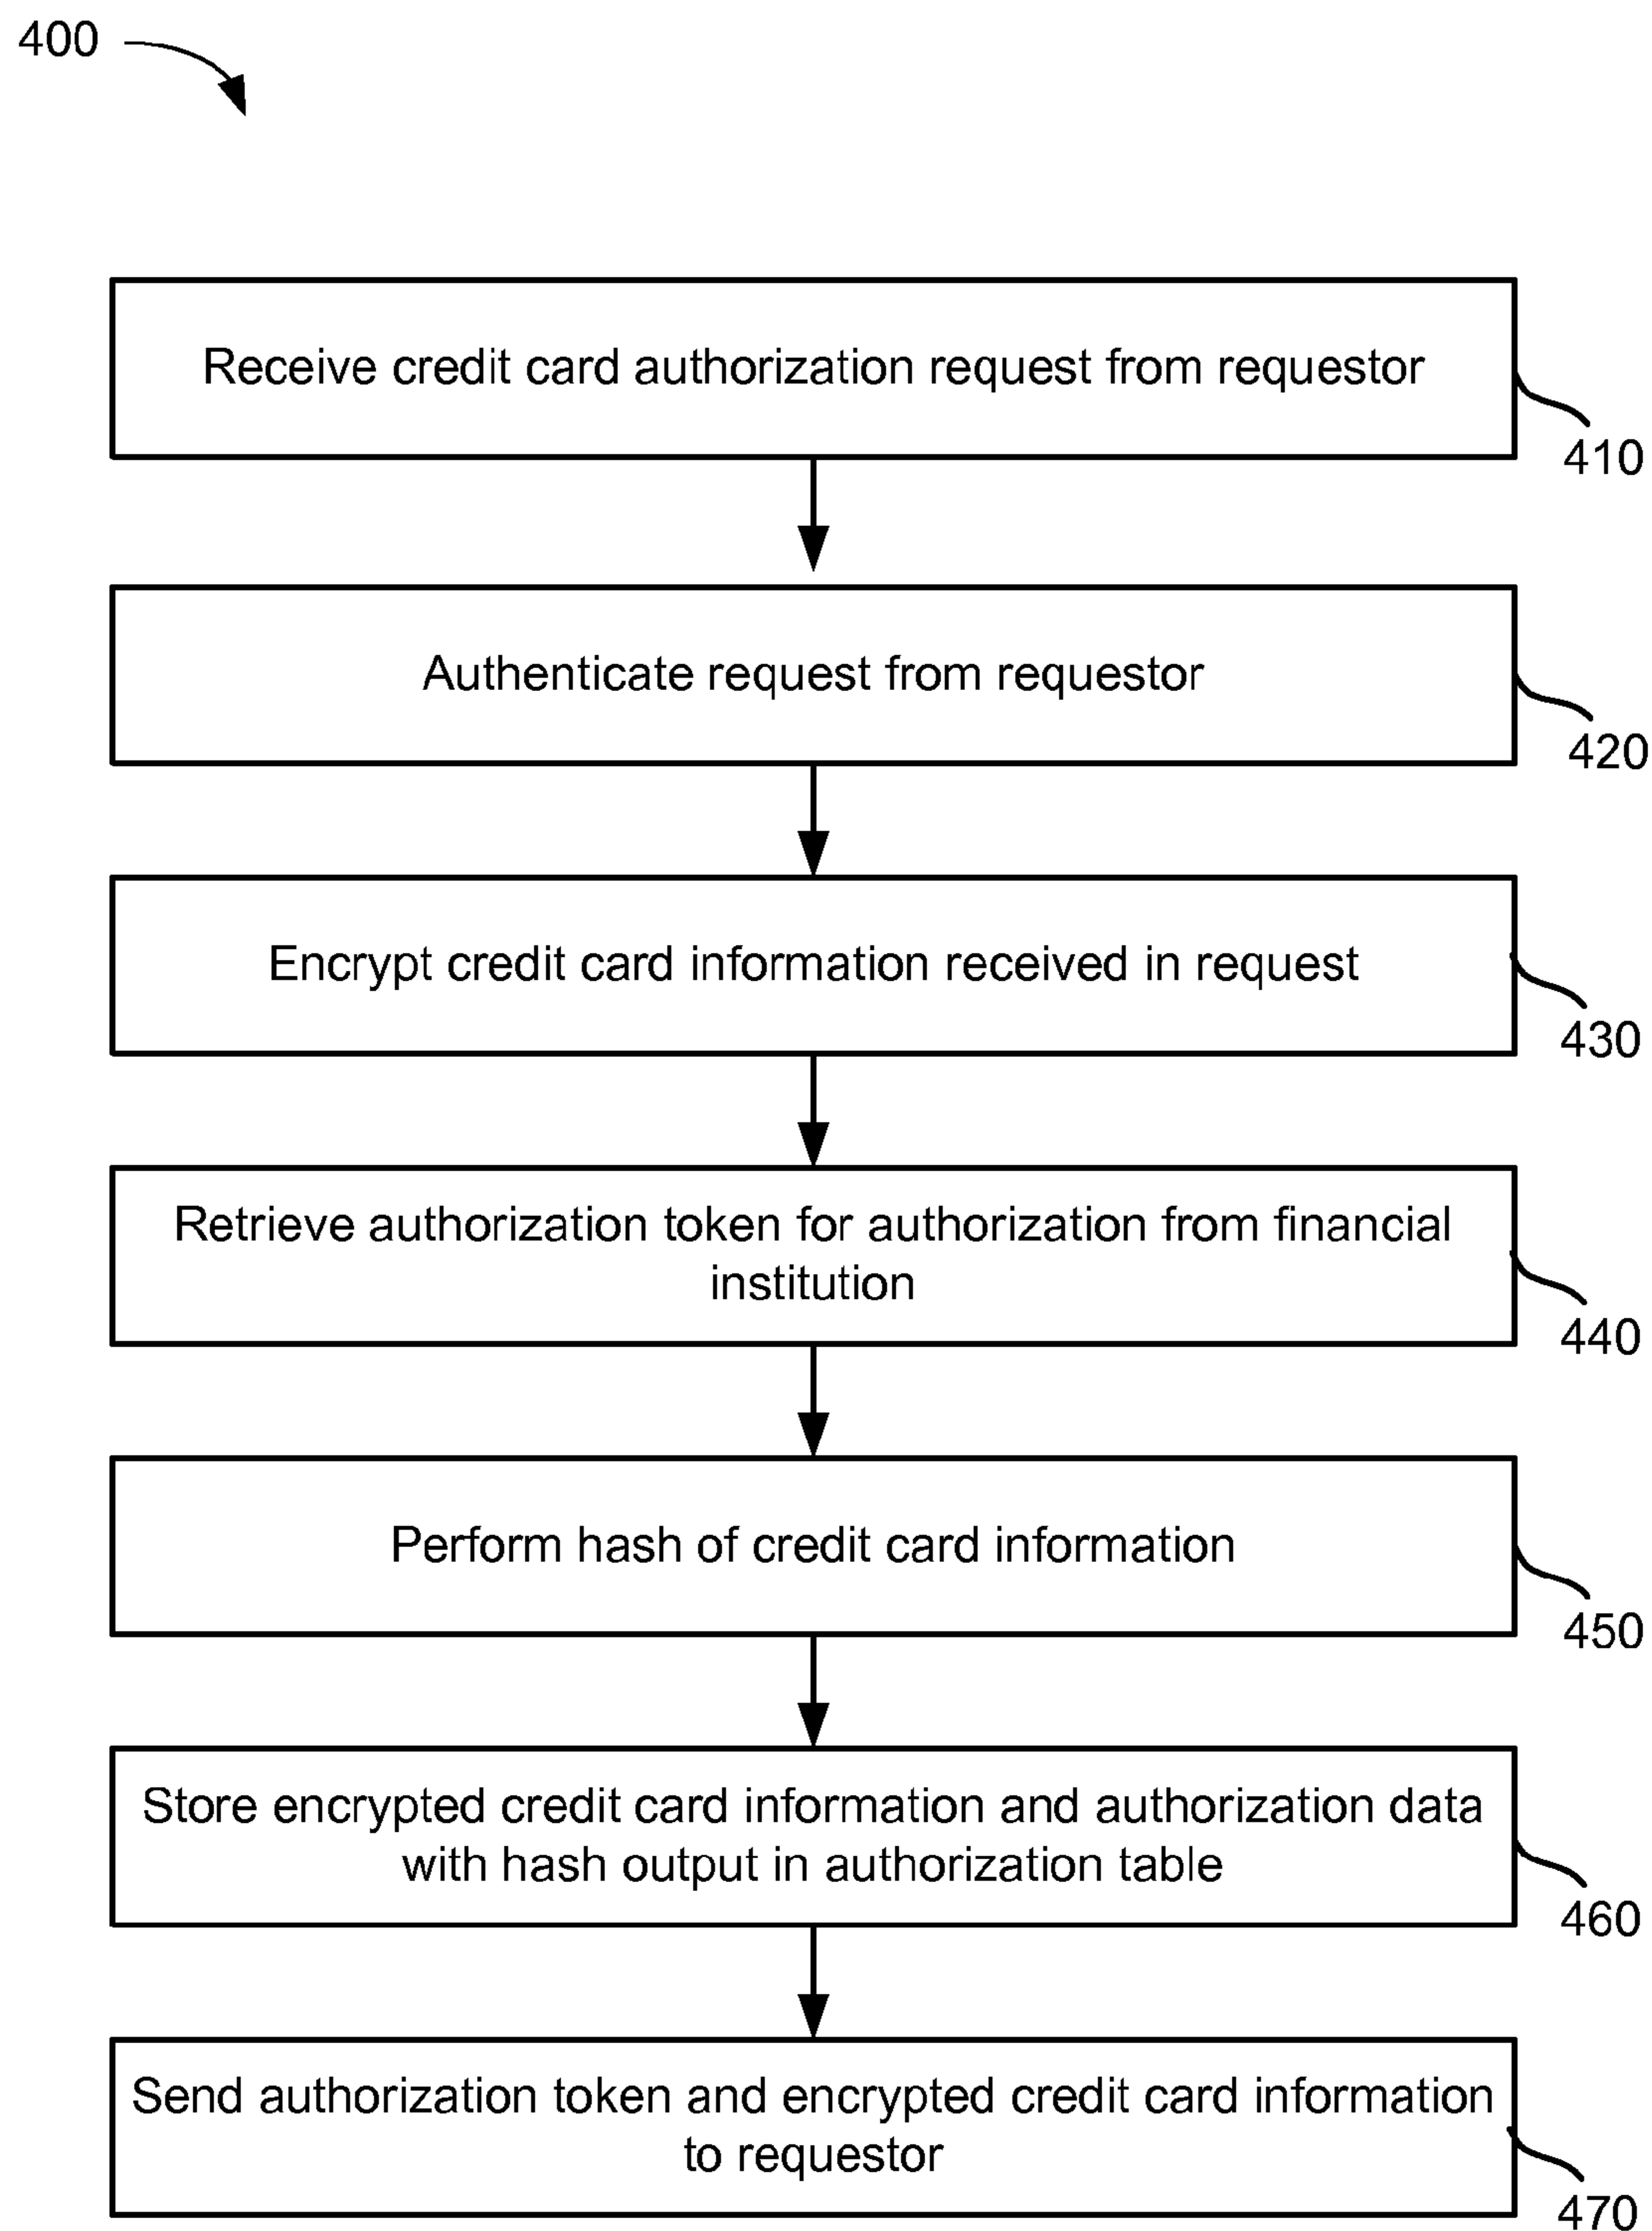 400
Receive credit card authorization request from requestor
410
Authenticate request from requestor
420
Encrypt credit card information received in request
430
Retrieve authorization token for authorization from financial
institution
440
Perform hash of credit card information
450
Store encrypted credit card information and authorization data
with hash output in authorization table
460
Send authorization token and encrypted credit card information
to requestor
470